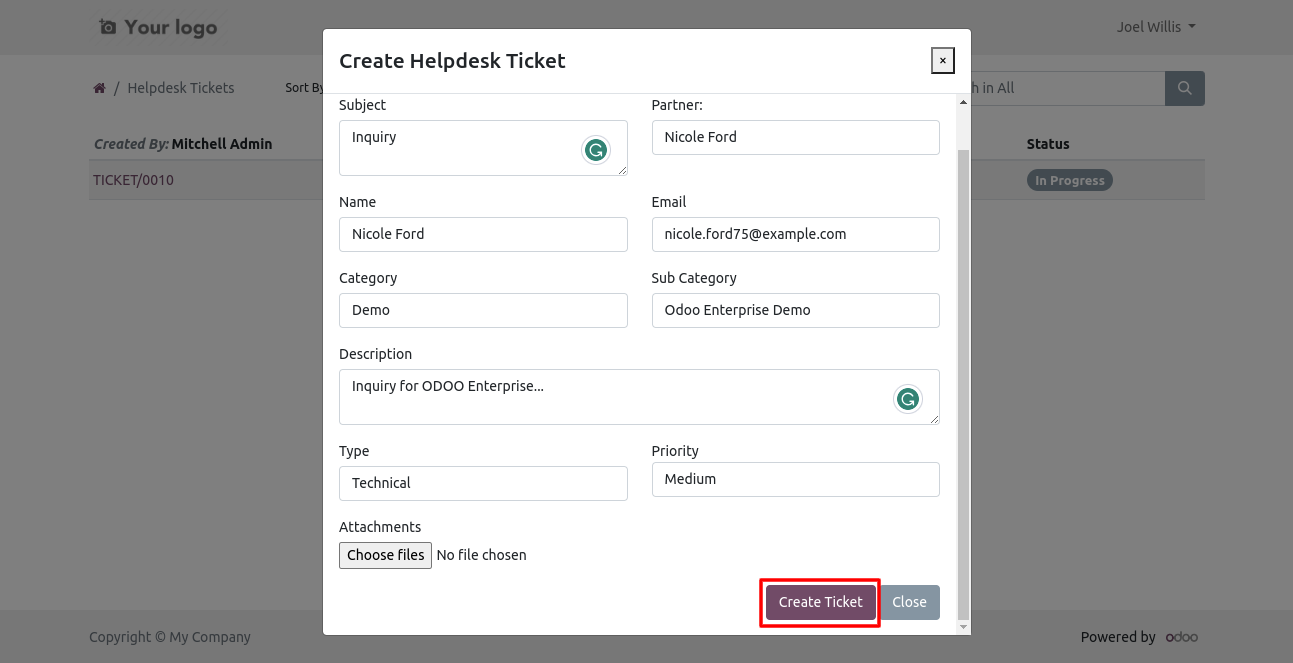 Your logo
Joel Willis
Create Helpdesk Ticket
×
/ Helpdesk Tickets
Sort By
in All
Subject
Partner:
Inquiry
Nicole Ford
Created By: Mitchell Admin
Status
TICKET/0010
In Progress
Name
Email
Nicole Ford
nicole.ford75@example.com
Category
Sub Category
Demo
Odoo Enterprise Demo
Description
Inquiry for ODOO Enterprise...
Type
Priority
Technical
Medium
Attachments
Choose files No file chosen
Create Ticket
Close
Copyright © My Company
Powered by odoo